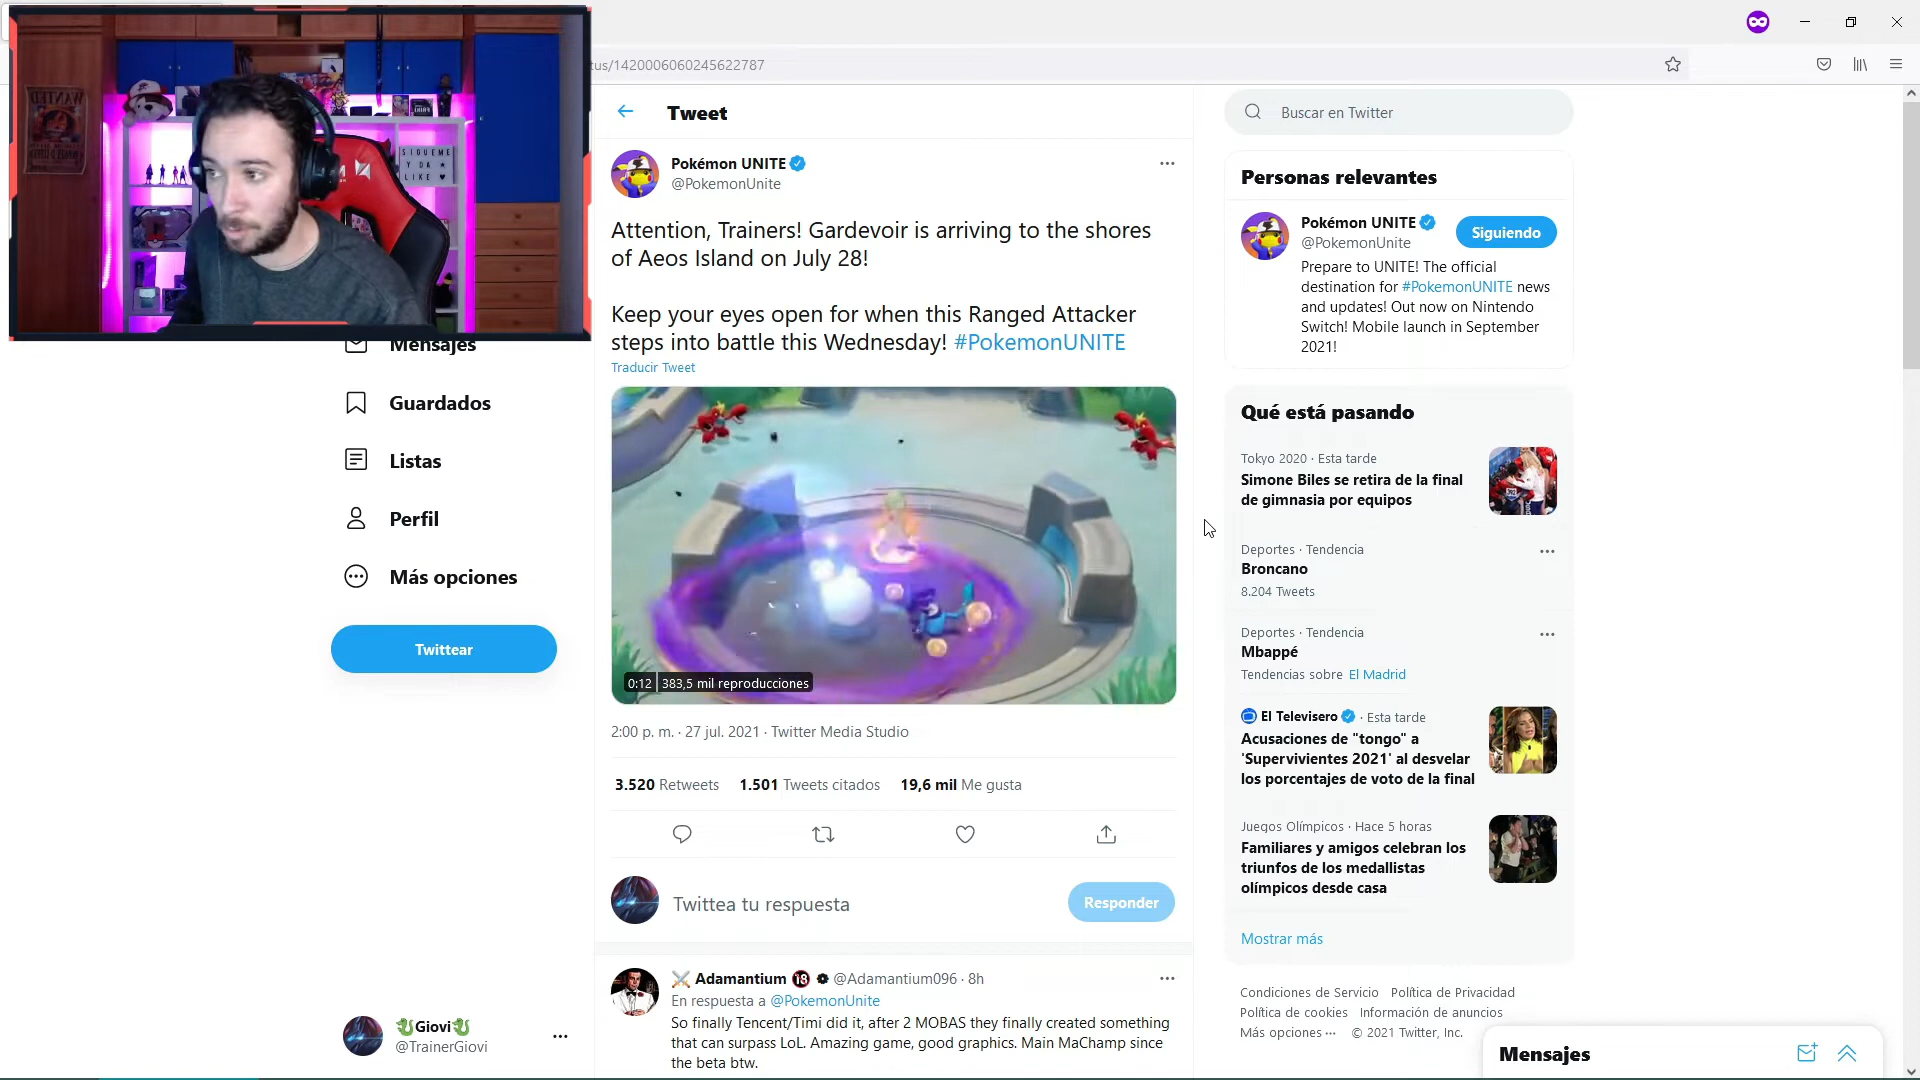 WANTED
SIGUEME
Y DA
LIKE
tus/1420006060245622787
Tweet
Pokémon UNITE
@PokemonUnite
Attention, Trainers! Gardevoir is arriving to the shores
of Aeos Island on July 28!
Keep your eyes open for when this Ranged Attacker
steps into battle this Wednesday! #PokemonUNITE
Traducir Tweet
0:12 383,5 mil reproducciones
2:00 p. m. · 27 jul. 2021 · Twitter Media Studio
3.520 Retweets 1.501 Tweets citados 19,6 mil Me gusta
Twittea tu respuesta
Responder
Adamantium 18 @Adamantium096 · 8h
En respuesta a @PokemonUnite
So finally Tencent/Timi did it, after 2 MOBAS they finally created something
that can surpass LoL. Amazing game, good graphics. Main MaChamp since
the beta btw.
Mensajes
Guardados
Listas
Perfil
Más opciones
Twittear
Giovi
@TrainerGiovi
Buscar en Twitter
Personas relevantes
Pokémon UNITE
@PokemonUnite
Siguiendo
Prepare to UNITE! The official
destination for #PokemonUNITE news
and updates! Out now on Nintendo
Switch! Mobile launch in September
2021!
Qué está pasando
Tokyo 2020 · Esta tarde
Simone Biles se retira de la final
de gimnasia por equipos
Deportes · Tendencia
Broncano
8.204 Tweets
Deportes · Tendencia
Mbappé
Tendencias sobre El Madrid
El Televisero · Esta tarde
Acusaciones de "tongo" a
'Supervivientes 2021' al desvelar
los porcentajes de voto de la final
Juegos Olímpicos · Hace 5 horas
Familiares y amigos celebran los
triunfos de los medallistas
olímpicos desde casa
Mostrar más
Condiciones de Servicio Política de Privacidad
Política de cookies Información de anuncios
Más opciones ··· © 2021 Twitter, Inc.
Mensajes